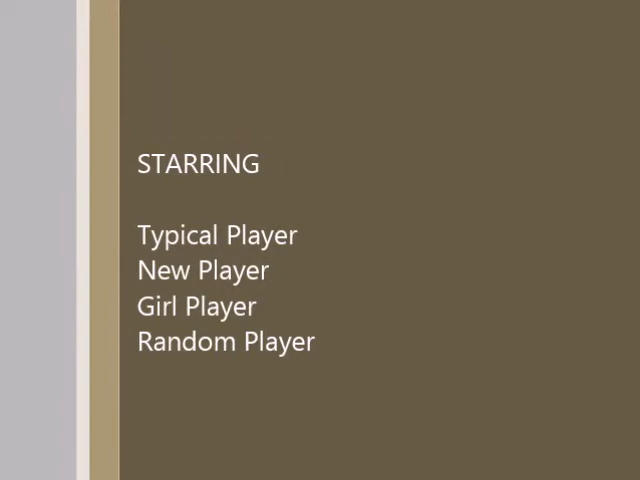 STARRING
Typical Player
New Player
Girl Player
Random Player